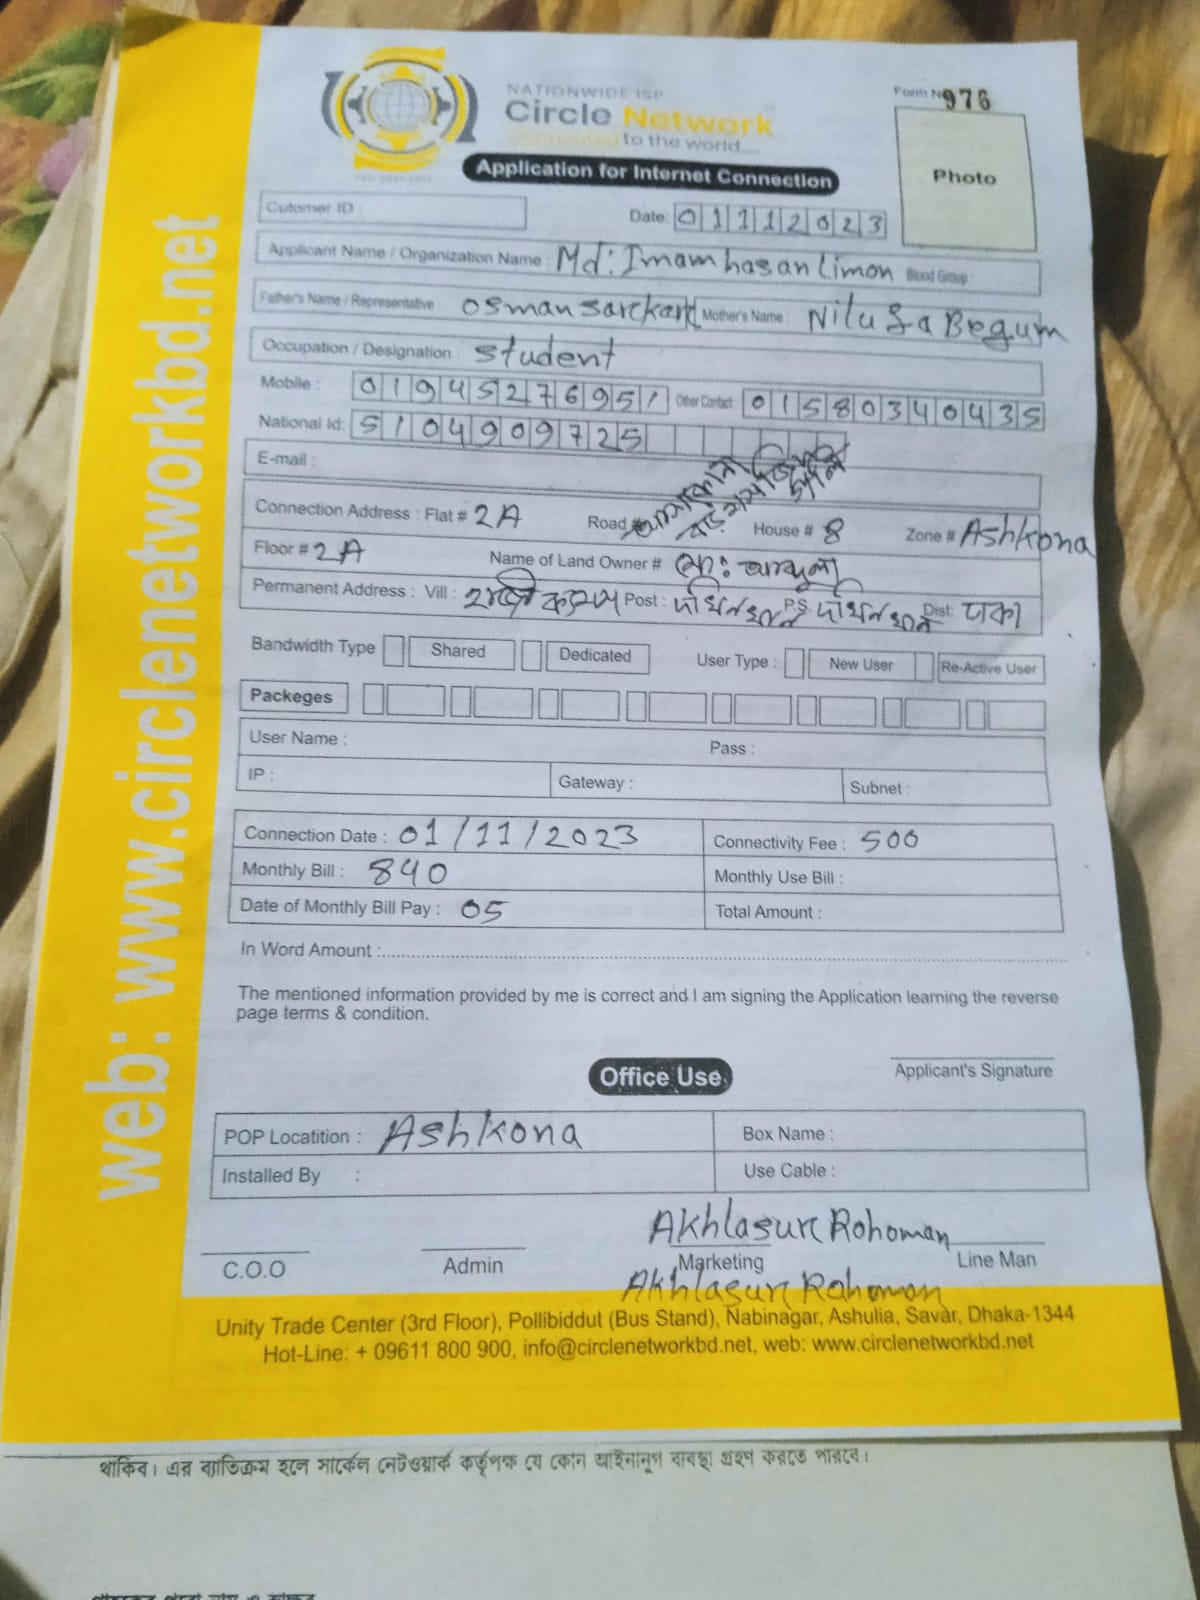 NATIONWIDE ISP
Circle Network
Connected to the world...
Form No 976
Photo
Application for Internet Connection
Cutomer ID :
Date: 01112023
Applicant Name / Organization Name : Md: Imam hasan Limon Blood Group :
Father's Name / Representative Osman Sarckar Mother's Name : Nilufa Begum
Occupation / Designation : Student
Mobile : 01945276951 Other Contact : 01580340435
National Id: 5104909725
E-mail :
Connection Address : Flat # 2A Road # House # 8 Zone # Ashkona
Floor # 2A Name of Land Owner # মোঃ
Permanent Address : Vill : Post : P.S. Dist: ঢাকা
Bandwidth Type Shared Dedicated User Type : New User Re-Active User
Packeges
User Name : Pass :
IP : Gateway : Subnet :
Connection Date : 01/11/2023 Connectivity Fee : 500
Monthly Bill : 840 Monthly Use Bill :
Date of Monthly Bill Pay : 05 Total Amount :
In Word Amount :
The mentioned information provided by me is correct and I am signing the Application learning the reverse
page terms & condition.
Applicant's Signature
Office Use
POP Locatition : Ashkona Box Name :
Installed By : Use Cable :
Akhlasur Rohoman
C.O.O Admin Marketing Line Man
Akhlasur Rohoman
Unity Trade Center (3rd Floor), Pollibiddut (Bus Stand), Nabinagar, Ashulia, Savar, Dhaka-1344
Hot-Line: + 09611 800 900, info@circlenetworkbd.net, web: www.circlenetworkbd.net
web: www.circlenetworkbd.net
থাকিব। এর ব্যতিক্রম হলে সার্কেল নেটওয়ার্ক কর্তৃপক্ষ যে কোন আইনানুগ ব্যবস্থা গ্রহণ করতে পারবে।